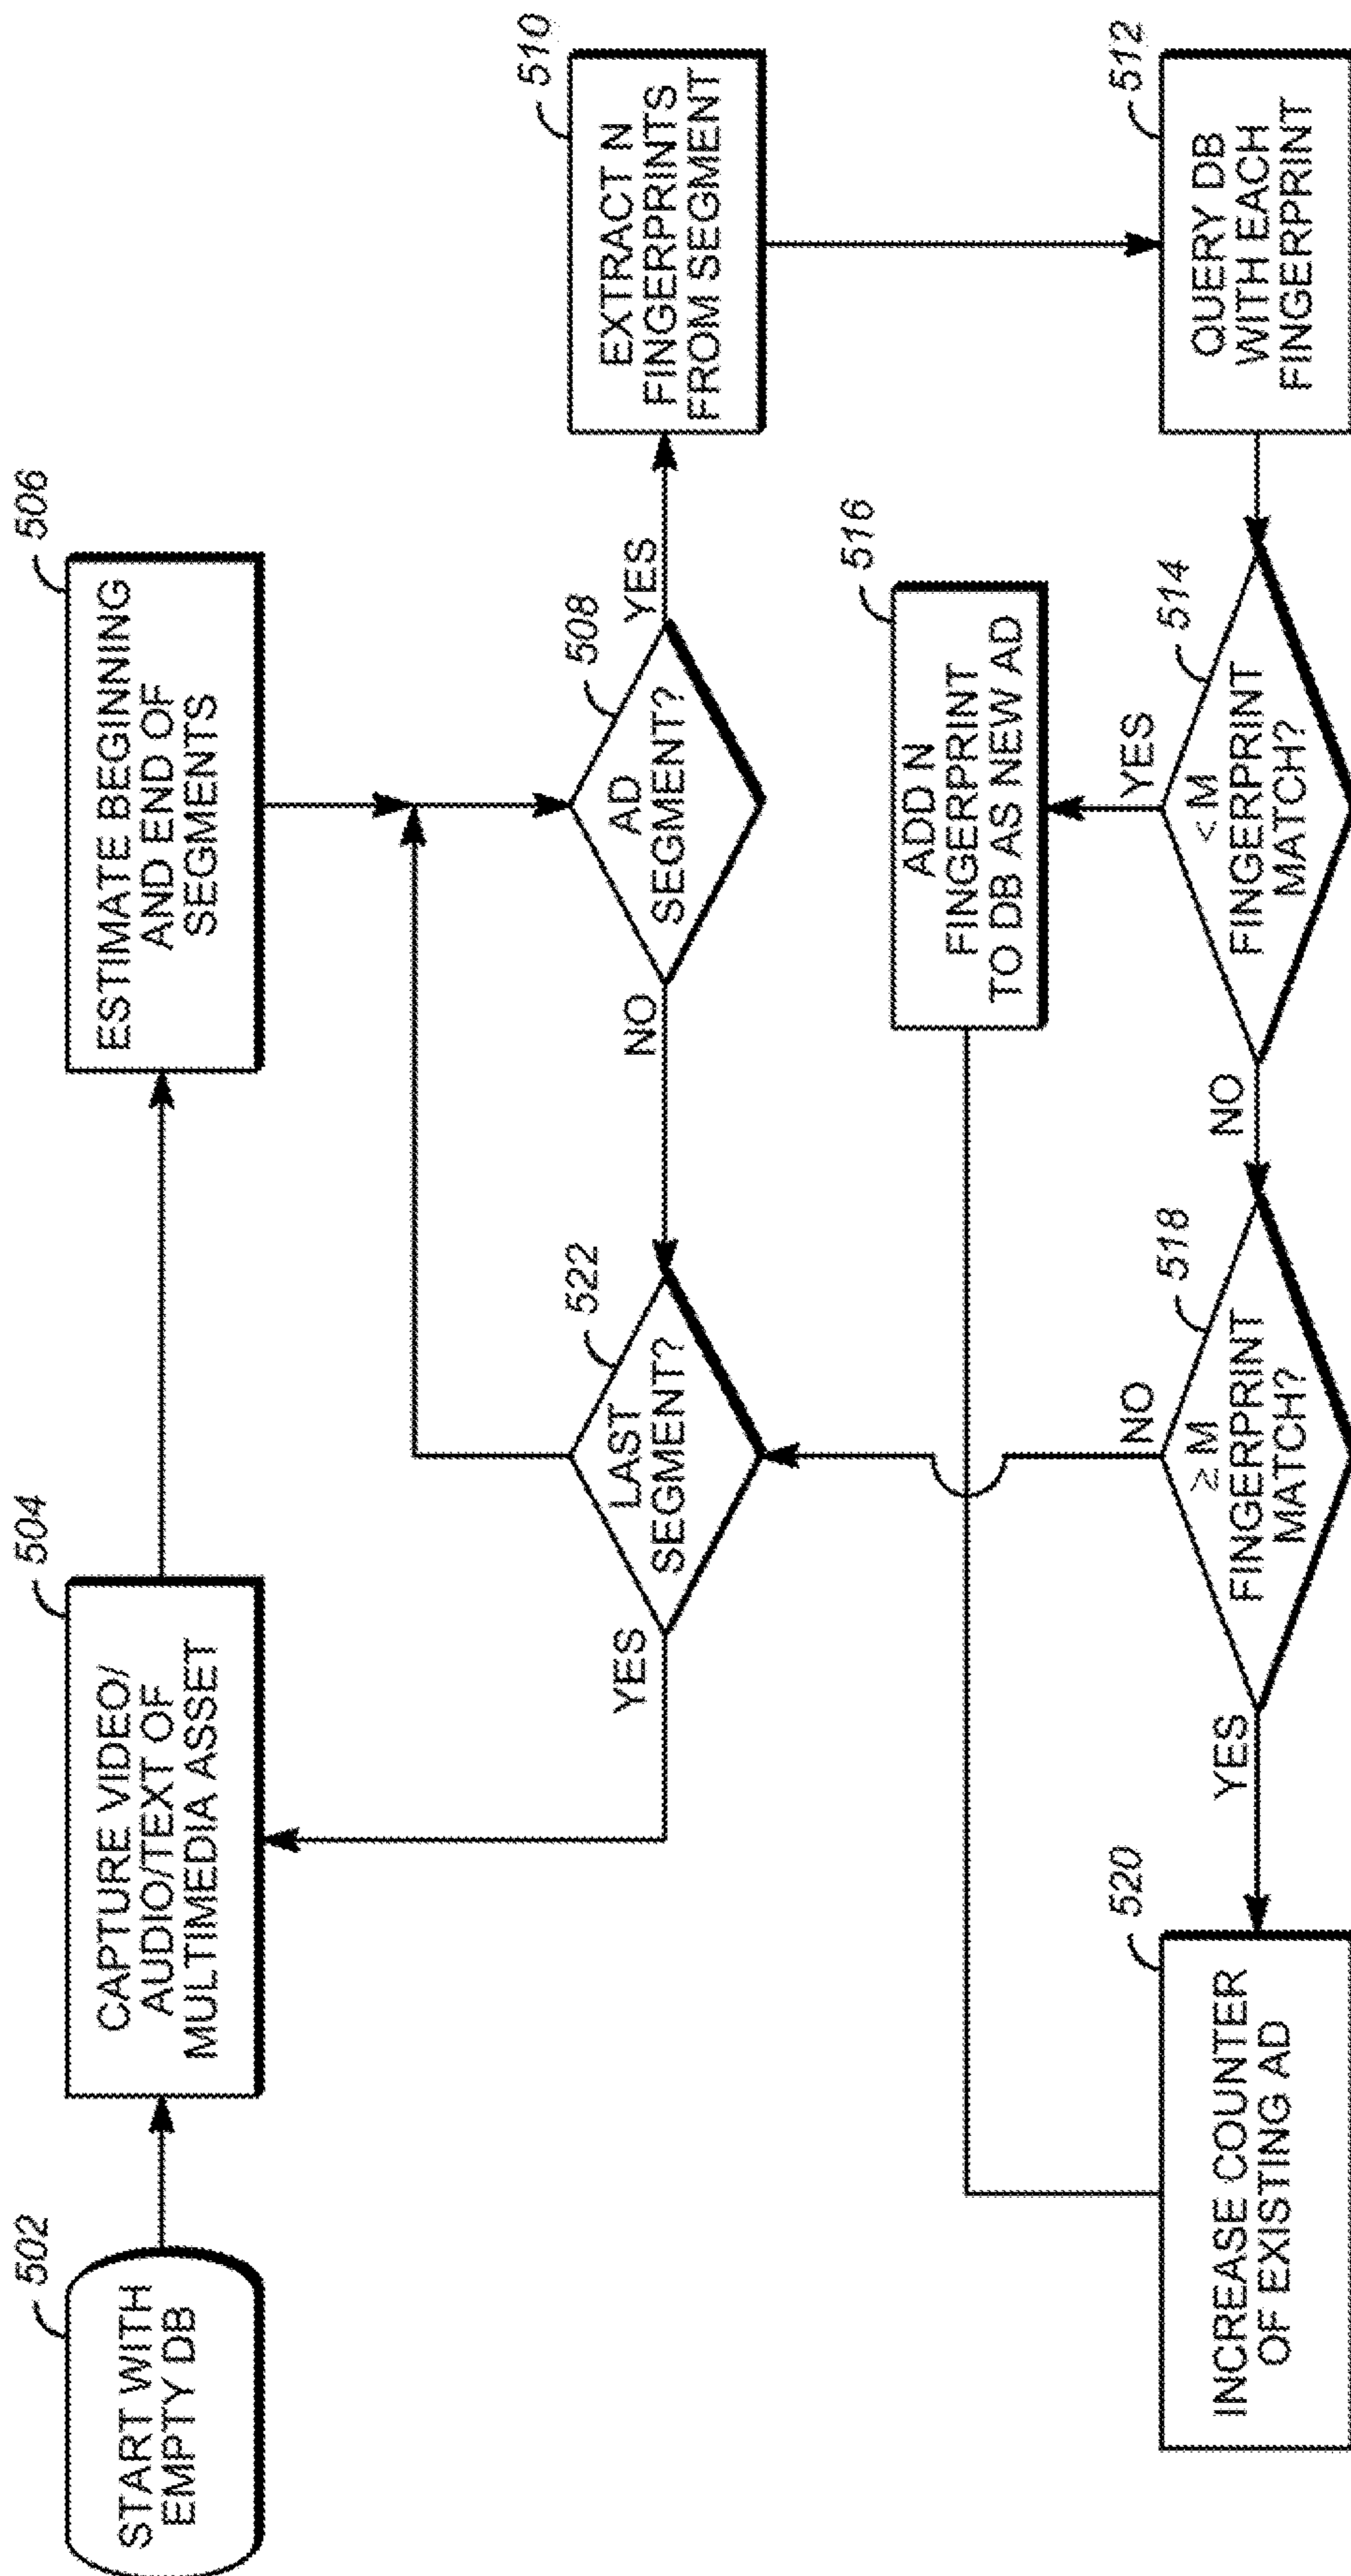 502
START WITH
EMPTY DB
504
CAPTURE VIDEO/
AUDIO/TEXT OF
MULTIMEDIA ASSET
506
ESTIMATE BEGINNING
AND END OF
SEGMENTS
508
AD
SEGMENT?
YES
NO
510
EXTRACT N
FINGERPRINTS
FROM SEGMENT
522
LAST
SEGMENT?
YES
512
QUERY DB
WITH EACH
FINGERPRINT
514
< M
FINGERPRINT
MATCH?
YES
NO
516
ADD N
FINGERPRINT
TO DB AS NEW AD
518
≥ M
FINGERPRINT
MATCH?
NO
YES
520
INCREASE COUNTER
OF EXISTING AD